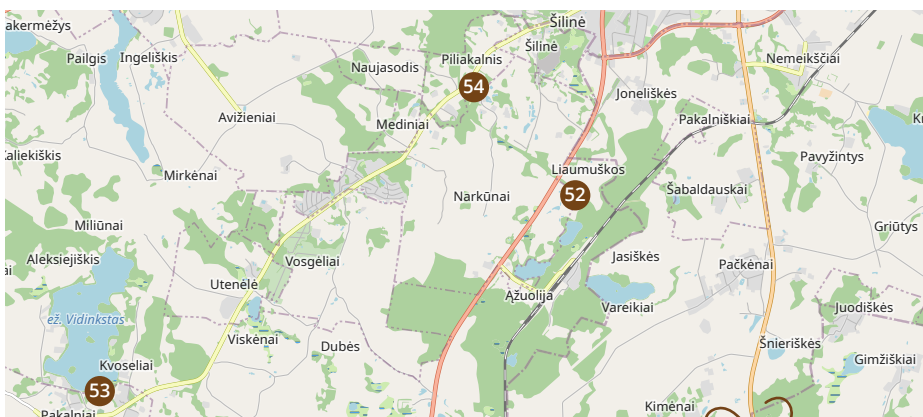 Šilinė
akermėžys
Šilinė
Pailgis
Ingeliškis
Piliakalnis
Nemeikščiai
Naujasodis
54
Joneliškės
Avižieniai
Mediniai
Pakalniškiai
Kaliekiškis
Pavyžintys
Liaumuškos
Mirkėnai
52
Šabaldauskai
Narkūnai
Miliūnai
Griūtys
Aleksiejiškis
Vosgėliai
Jasiškės
Pačkėnai
Utenėlė
Ąžuolija
Vareikiai
Juodiškės
ež. Vidinkstas
Viskėnai
Dubės
Šnieriškės
Kvoseliai
Gimžiškiai
53
Kimėnai
Pakalniai